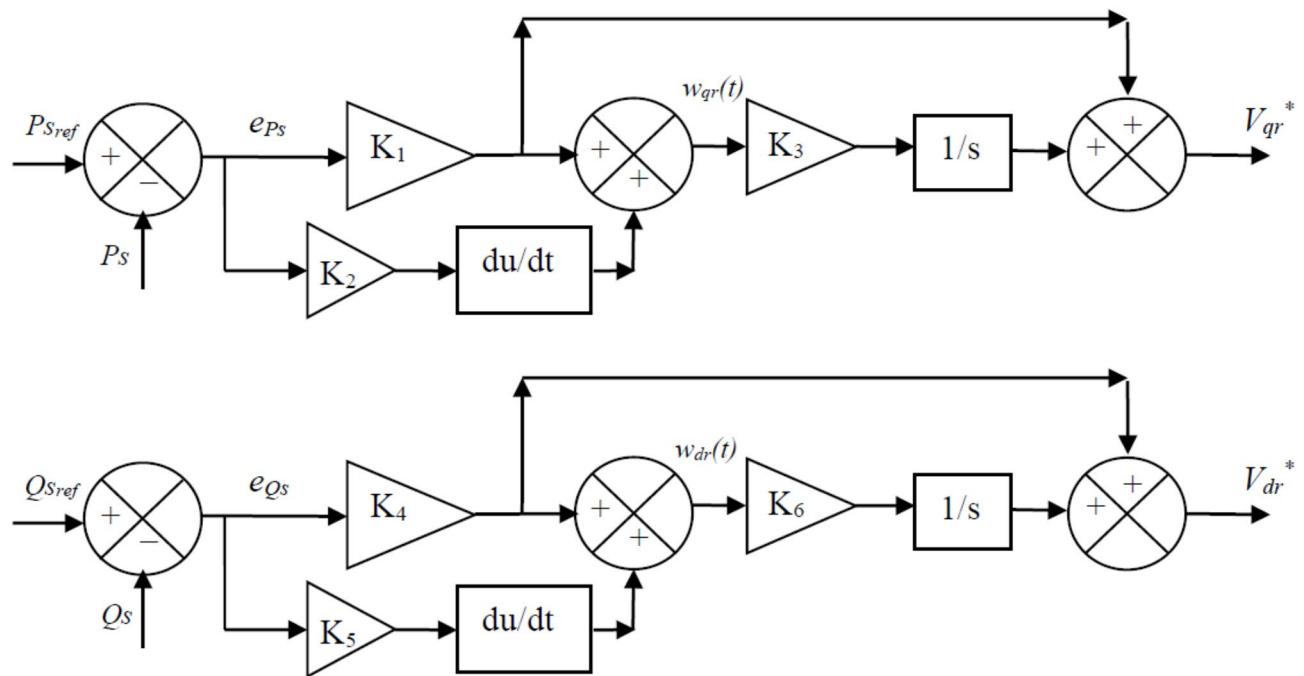 Ps_ref
e_Ps
w_qr(t)
V_qr*
+
−
K₁
+
+
K₃
1/s
+
+
Ps
K₂
du/dt
Qs_ref
e_Qs
w_dr(t)
V_dr*
+
−
K₄
+
+
K₆
1/s
+
+
Qs
K₅
du/dt